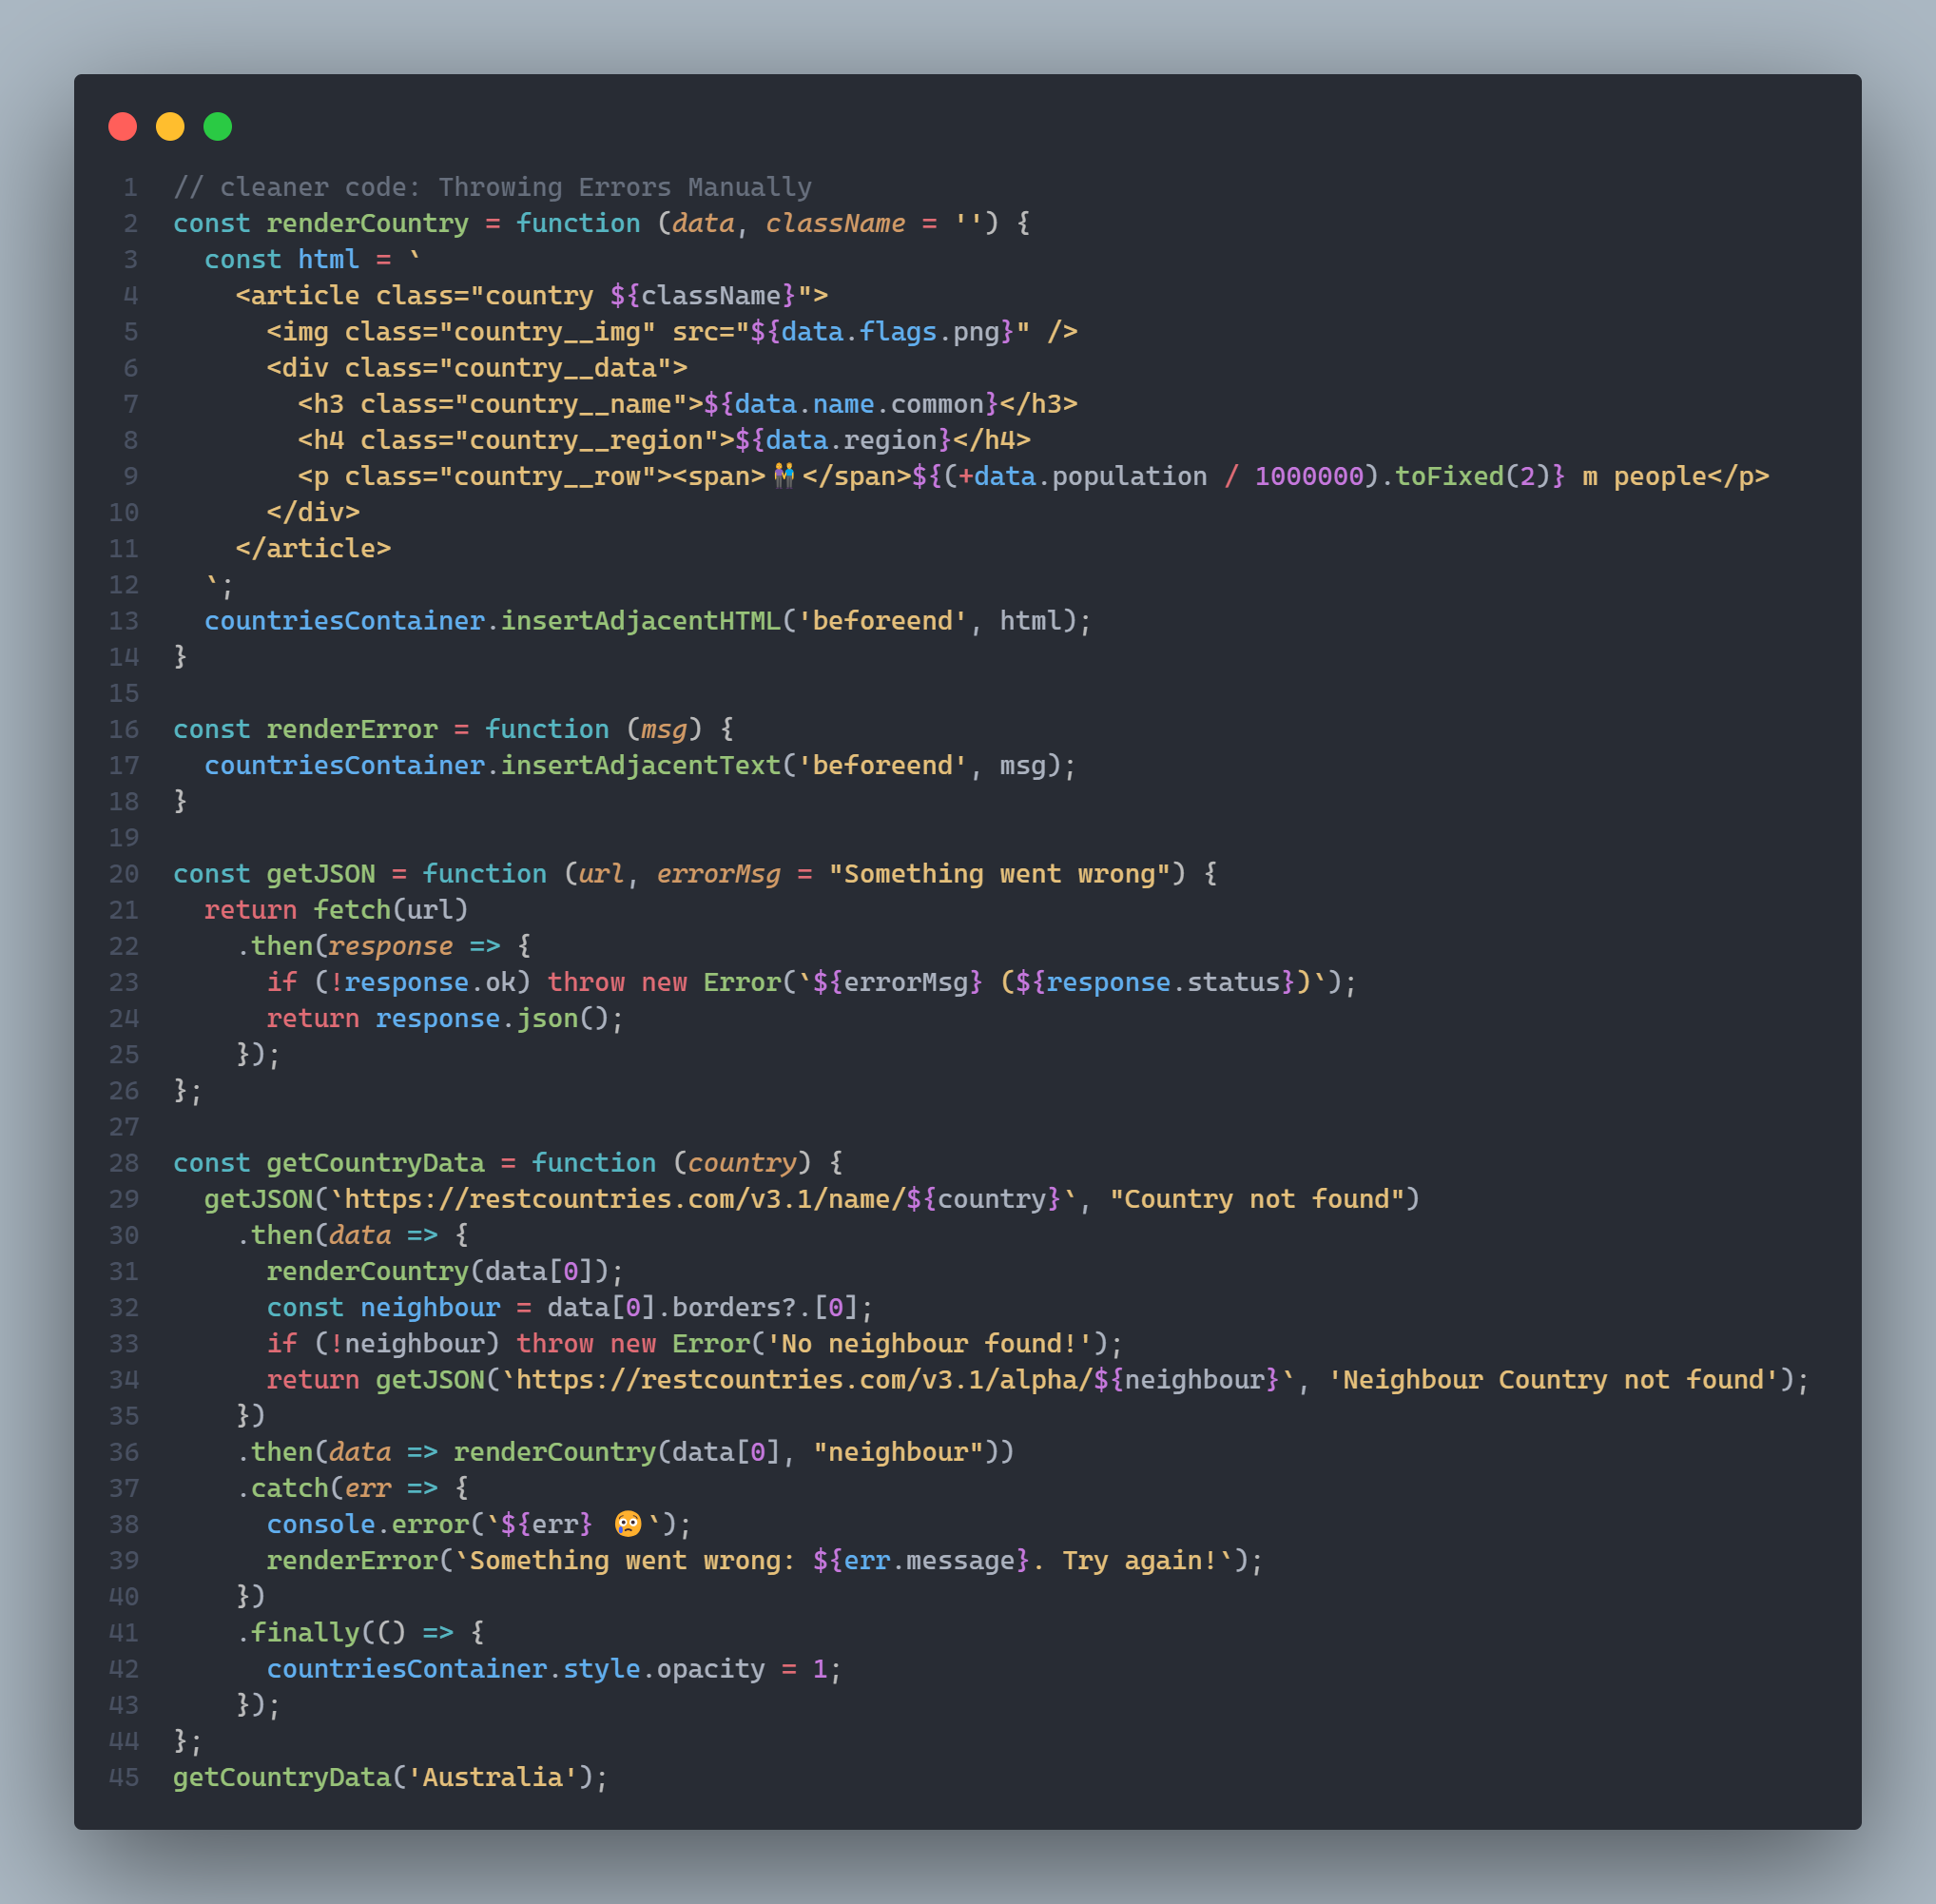 1 // cleaner code: Throwing Errors Manually
2 const renderCountry = function (data, className = '') {
3   const html = `
4     <article class="country ${className}">
5       <img class="country__img" src="${data.flags.png}" />
6       <div class="country__data">
7         <h3 class="country__name">${data.name.common}</h3>
8         <h4 class="country__region">${data.region}</h4>
9         <p class="country__row"><span>👫</span>${(+data.population / 1000000).toFixed(2)} m people</p>
10       </div>
11     </article>
12   `;
13   countriesContainer.insertAdjacentHTML('beforeend', html);
14 }
15
16 const renderError = function (msg) {
17   countriesContainer.insertAdjacentText('beforeend', msg);
18 }
19
20 const getJSON = function (url, errorMsg = "Something went wrong") {
21   return fetch(url)
22     .then(response => {
23       if (!response.ok) throw new Error(`${errorMsg} (${response.status})`);
24       return response.json();
25     });
26 };
27
28 const getCountryData = function (country) {
29   getJSON(`https://restcountries.com/v3.1/name/${country}`, "Country not found")
30     .then(data => {
31       renderCountry(data[0]);
32       const neighbour = data[0].borders?.[0];
33       if (!neighbour) throw new Error('No neighbour found!');
34       return getJSON(`https://restcountries.com/v3.1/alpha/${neighbour}`, 'Neighbour Country not found');
35     })
36     .then(data => renderCountry(data[0], "neighbour"))
37     .catch(err => {
38       console.error(`${err} 😢`);
39       renderError(`Something went wrong: ${err.message}. Try again!`);
40     })
41     .finally(() => {
42       countriesContainer.style.opacity = 1;
43     });
44 };
45 getCountryData('Australia');